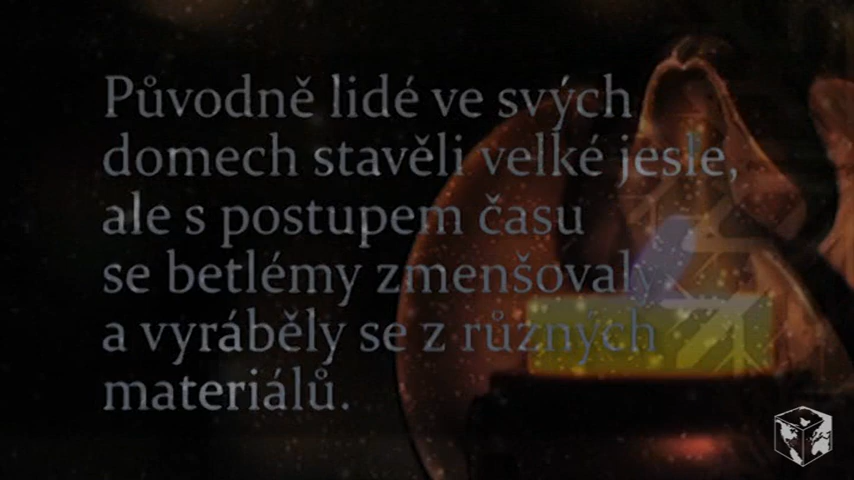 Původně lidé ve svých
domech stavěli velké jesle,
ale s postupem času
se betlémy zmenšovaly
a vyráběly se z různých
materiálů.